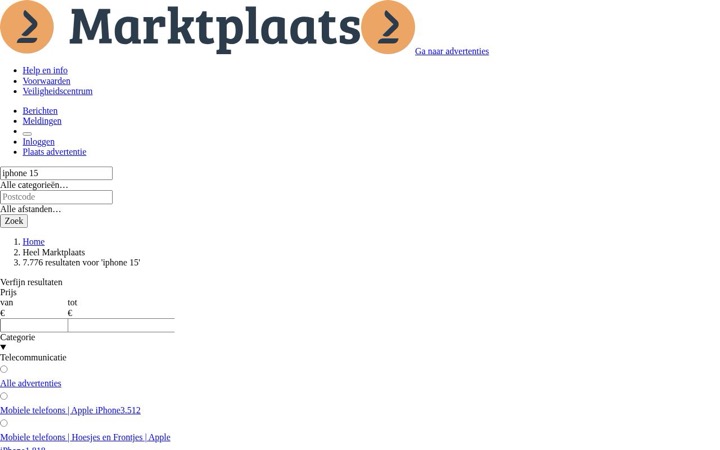 Marktplaats
Ga naar advertenties
Help en info
Voorwaarden
Veiligheidscentrum
Berichten
Meldingen
Inloggen
Plaats advertentie
iphone 15
Alle categorieën…
Postcode
Alle afstanden…
Zoek
1. Home
2. Heel Marktplaats
3. 7.776 resultaten voor 'iphone 15'
Verfijn resultaten
Prijs
van tot
€ €
Categorie
Telecommunicatie
Alle advertenties
Mobiele telefoons | Apple iPhone3.512
Mobiele telefoons | Hoesjes en Frontjes | Apple